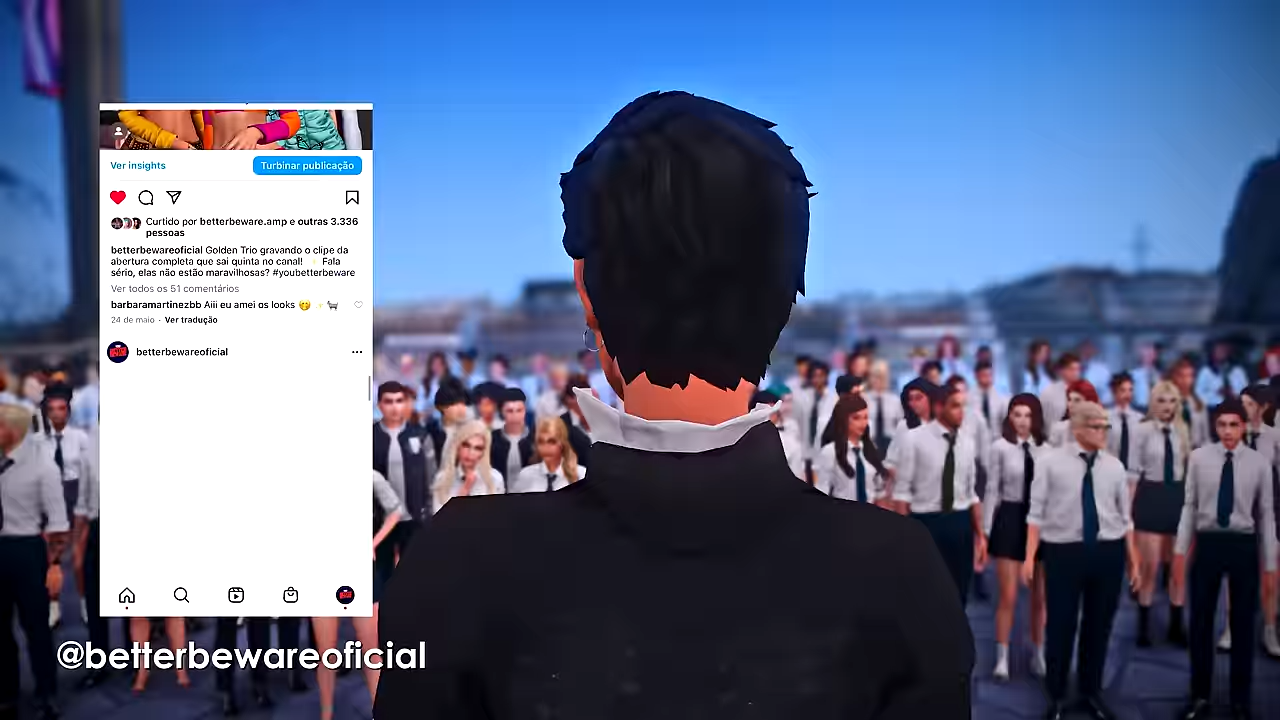 Ver insights
Turbinar publicação
Curtido por betterbeware.amp e outras 3.336
pessoas
betterbewareoficial Golden Trio gravando o clipe da
abertura completa que sai quinta no canal! ✨ Fala
sério, elas não estão maravilhosas? #youbetterbeware
Ver todos os 51 comentários
barbaramartinezbb Aiii eu amei os looks
24 de maio · Ver tradução
betterbewareoficial
@betterbewareoficial